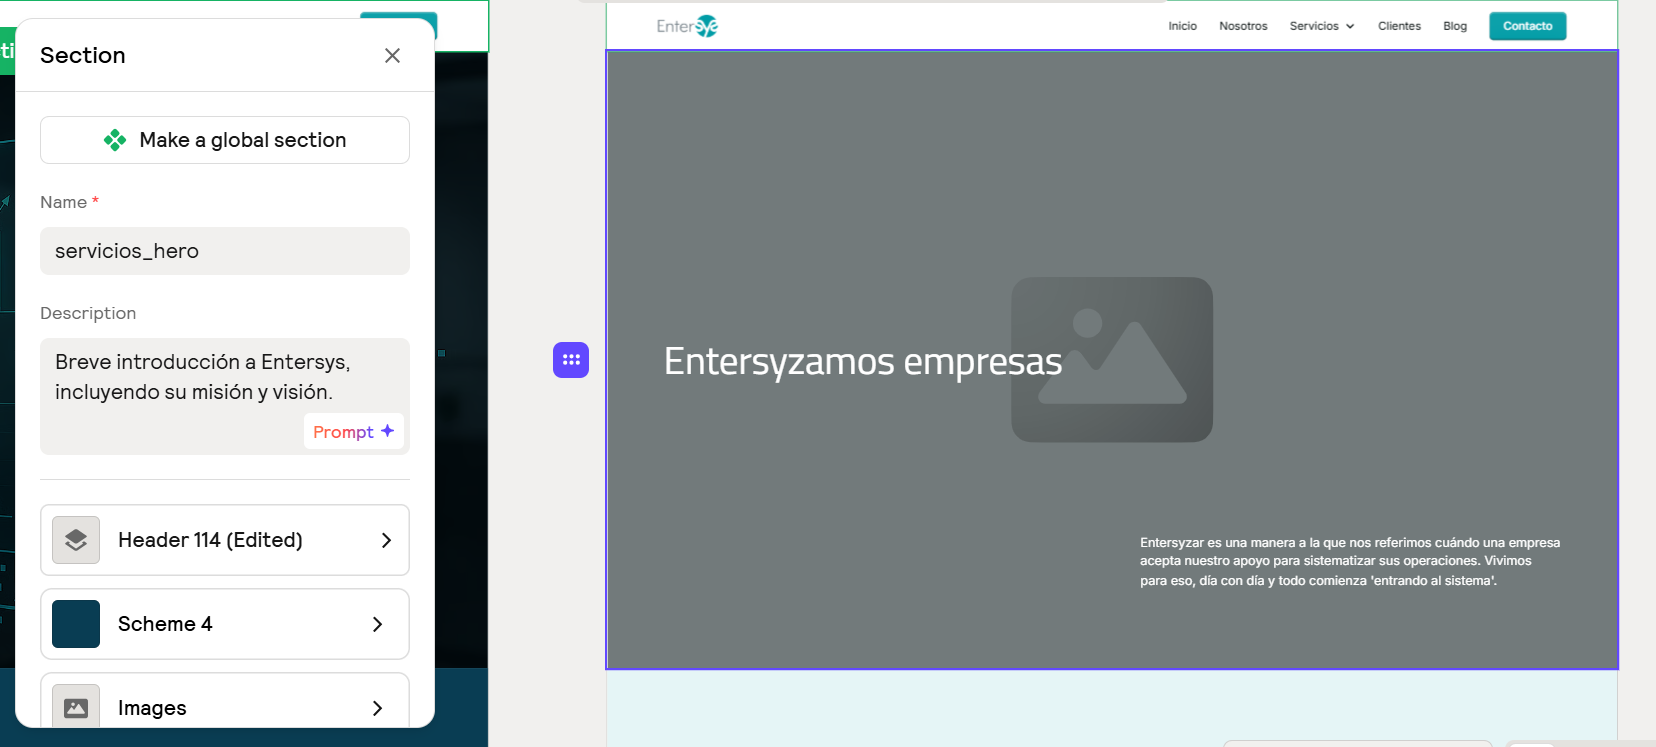 ti
Section
Make a global section
Name *
servicios_hero
Description
Breve introducción a Entersys,
incluyendo su misión y visión.
Prompt
Header 114 (Edited)
Scheme 4
Images
Entersys
Inicio
Nosotros
Servicios
Clientes
Blog
Contacto
Entersyzamos empresas
Entersyzar es una manera a la que nos referimos cuándo una empresa
acepta nuestro apoyo para sistematizar sus operaciones. Vivimos
para eso, día con día y todo comienza 'entrando al sistema'.